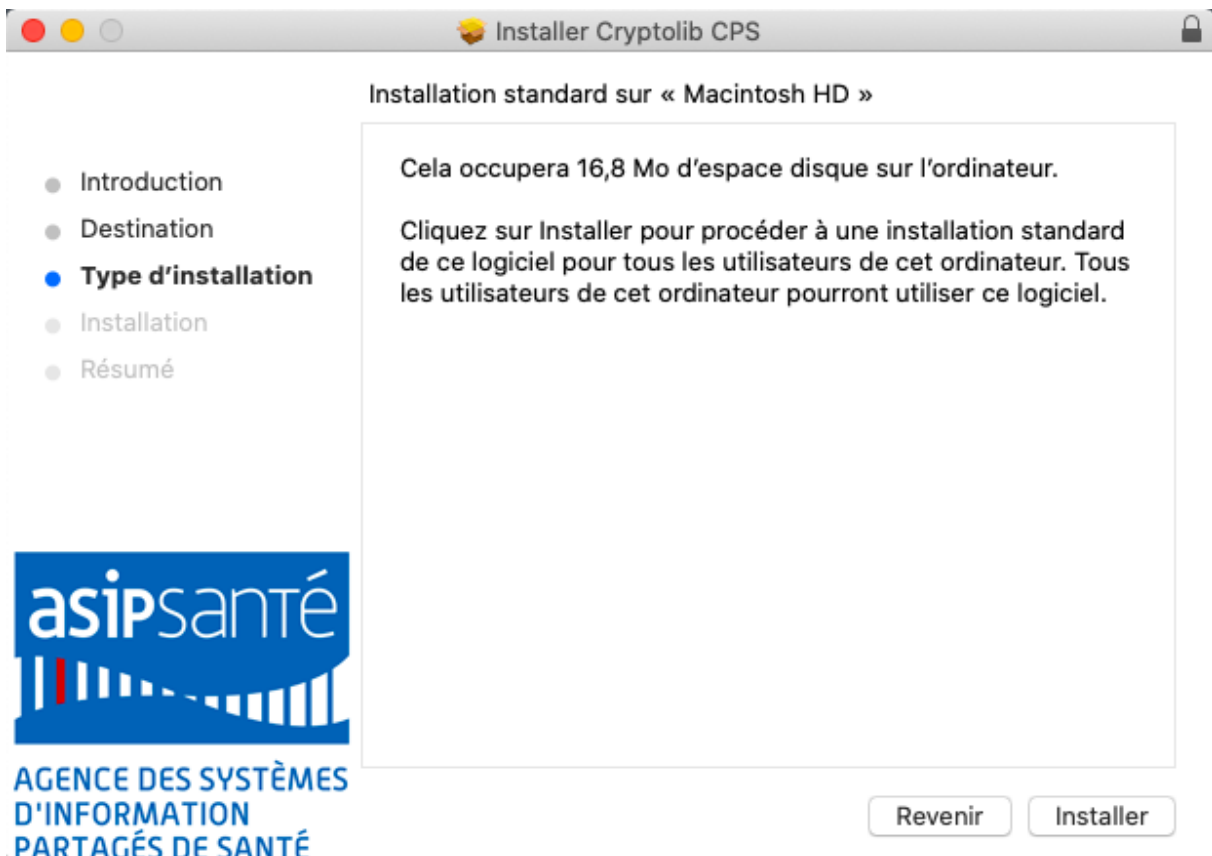 Installer Cryptolib CPS
Installation standard sur « Macintosh HD »
Introduction
Destination
Type d’installation
Installation
Résumé
Cela occupera 16,8 Mo d’espace disque sur l’ordinateur.
Cliquez sur Installer pour procéder à une installation standard
de ce logiciel pour tous les utilisateurs de cet ordinateur. Tous
les utilisateurs de cet ordinateur pourront utiliser ce logiciel.
asipsanté
AGENCE DES SYSTÈMES
D'INFORMATION
PARTAGÉS DE SANTÉ
Revenir
Installer